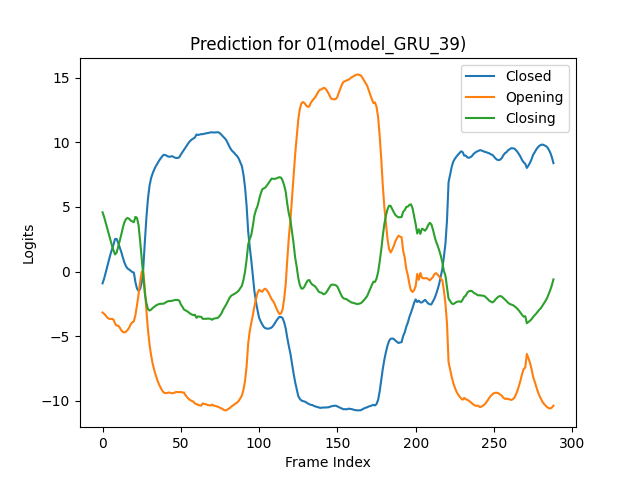 Prediction for 01(model_GRU_39)
Closed
Opening
Closing
Logits
15
10
5
0
−5
−10
0 50 100 150 200 250 300
Frame Index